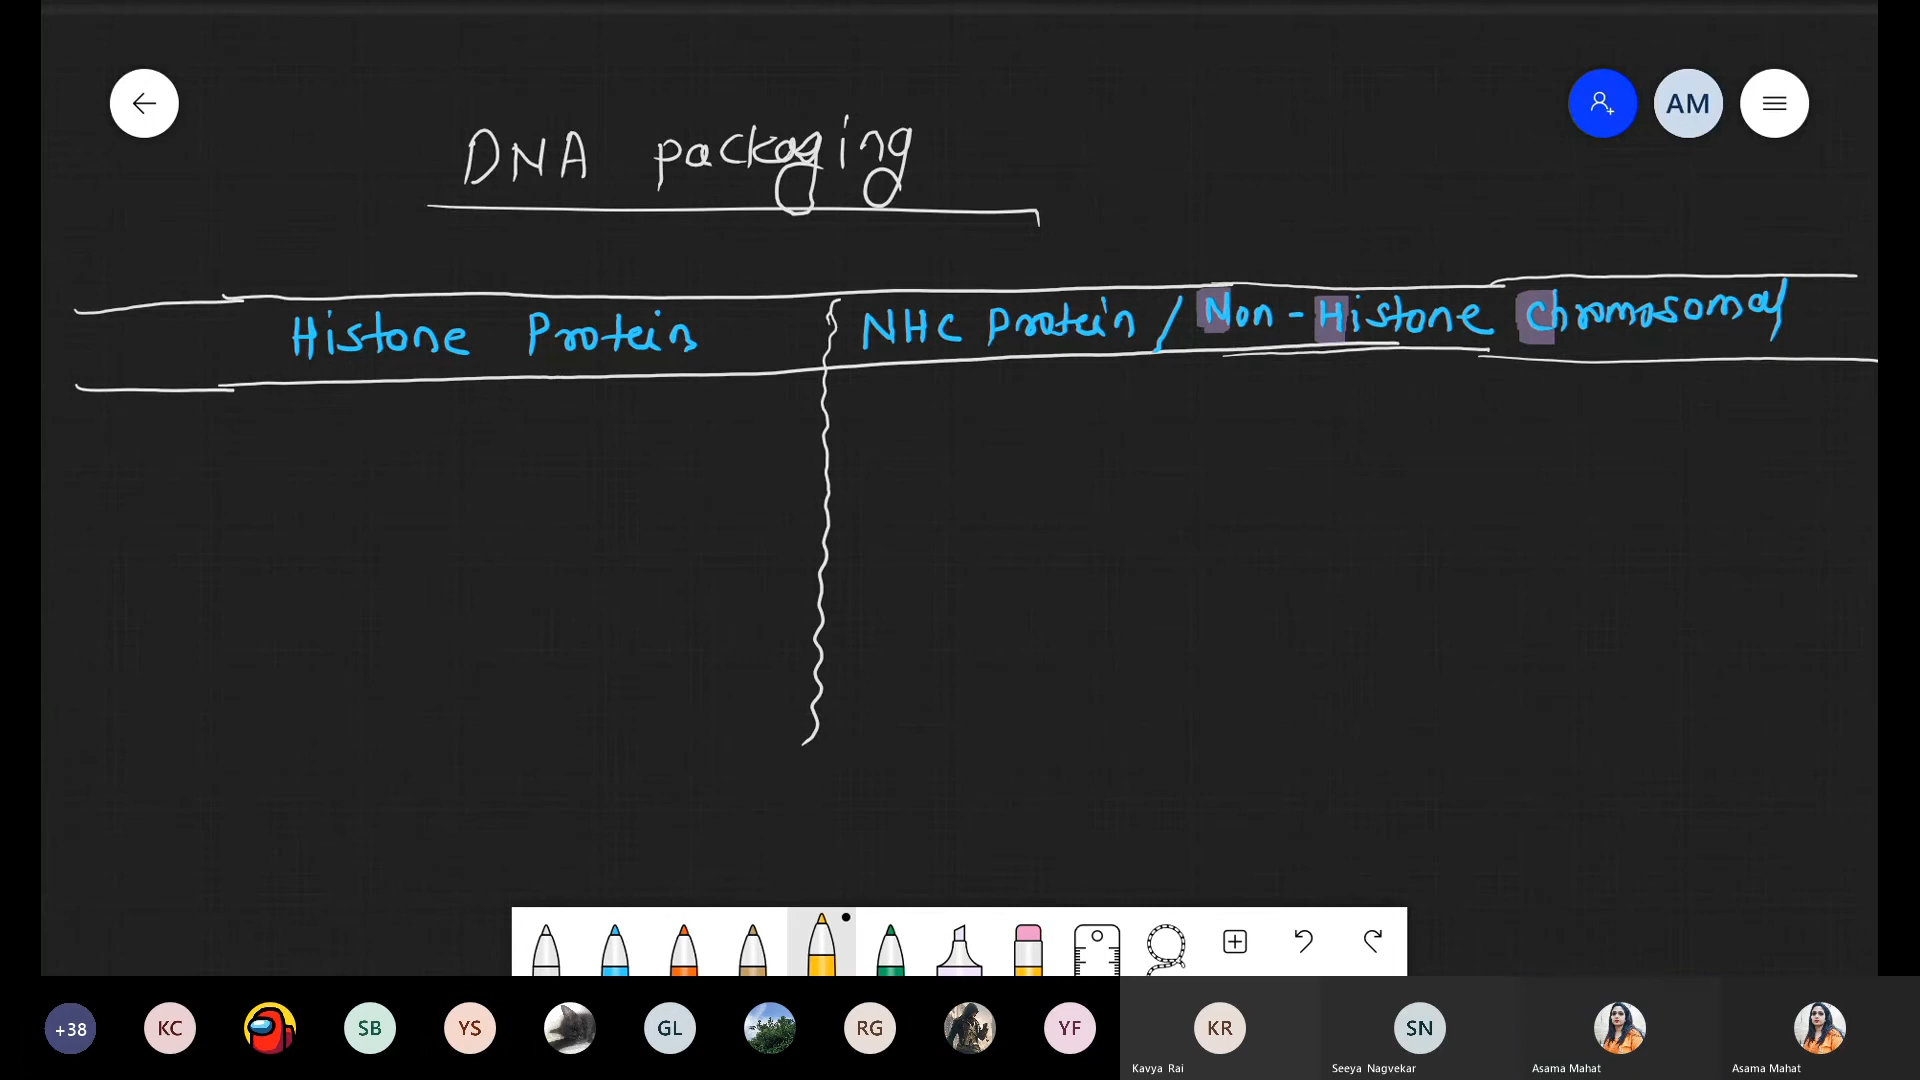 AM
DNA packaging
Histone Protein
NHC Protein / Non-Histone Chromosomal
+38
KC
SB
YS
GL
RG
YF
KR
SN
Kavya Rai
Seeya Nagvekar
Asama Mahat
Asama Mahat